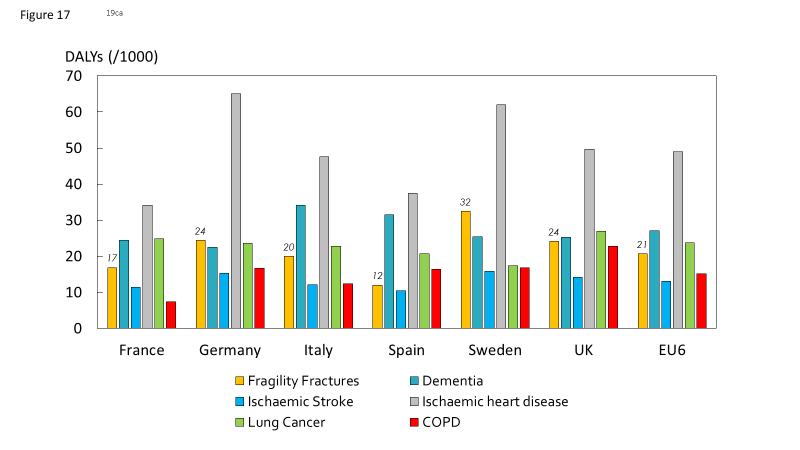 Figure 17 19ca
DALYs (/1000)
70
60
50
40
30
20
10
0
17
24
20
12
32
24
21
France Germany Italy Spain Sweden UK EU6
Fragility Fractures Dementia
Ischaemic Stroke Ischaemic heart disease
Lung Cancer COPD